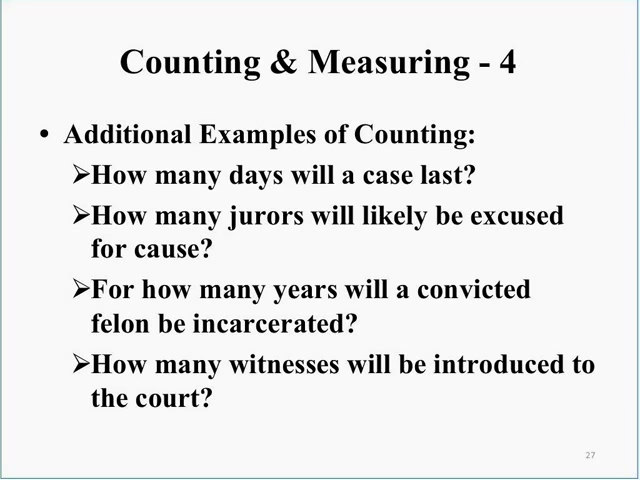 Counting & Measuring - 4
• Additional Examples of Counting:
➢How many days will a case last?
➢How many jurors will likely be excused
for cause?
➢For how many years will a convicted
felon be incarcerated?
➢How many witnesses will be introduced to
the court?
27